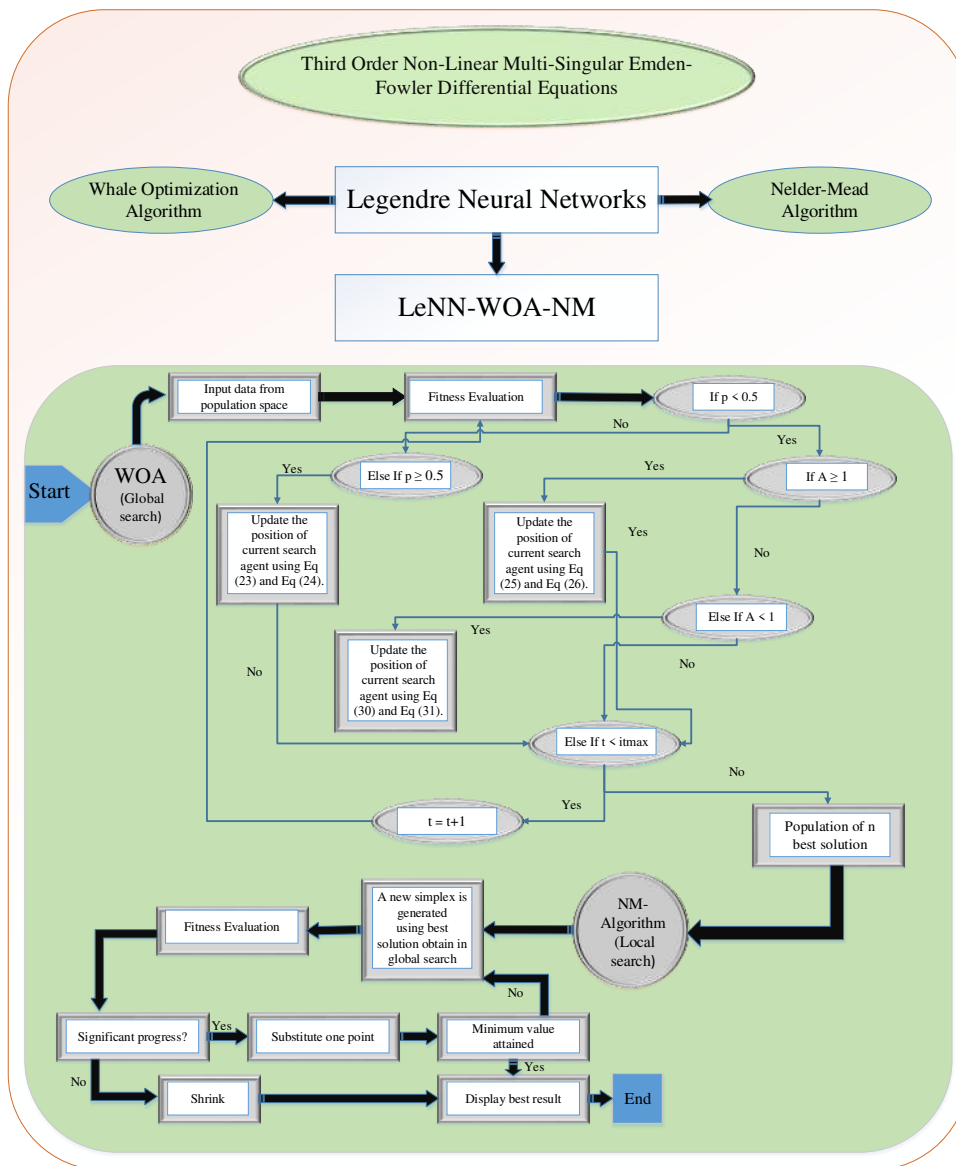 Third Order Non-Linear Multi-Singular Emden-
Fowler Differential Equations
Whale Optimization
Algorithm
Legendre Neural Networks
Nelder-Mead
Algorithm
LeNN-WOA-NM
Input data from
population space
Fitness Evaluation
If p < 0.5
No
Yes
Start
WOA
(Global
search)
Yes
Else If p ≥ 0.5
Yes
If A ≥ 1
Update the
position of
current search
agent using Eq
(23) and Eq (24).
Update the
position of
current search
agent using Eq
(25) and Eq (26).
Yes
No
Else If A < 1
Yes
Update the
position of
current search
agent using Eq
(30) and Eq (31).
No
No
Else If t < itmax
No
Yes
t = t+1
Population of n
best solution
NM-
Algorithm
(Local
search)
A new simplex is
generated
using best
solution obtain in
global search
Fitness Evaluation
No
Significant progress?
Yes
Substitute one point
Minimum value
attained
Yes
No
Shrink
Display best result
End